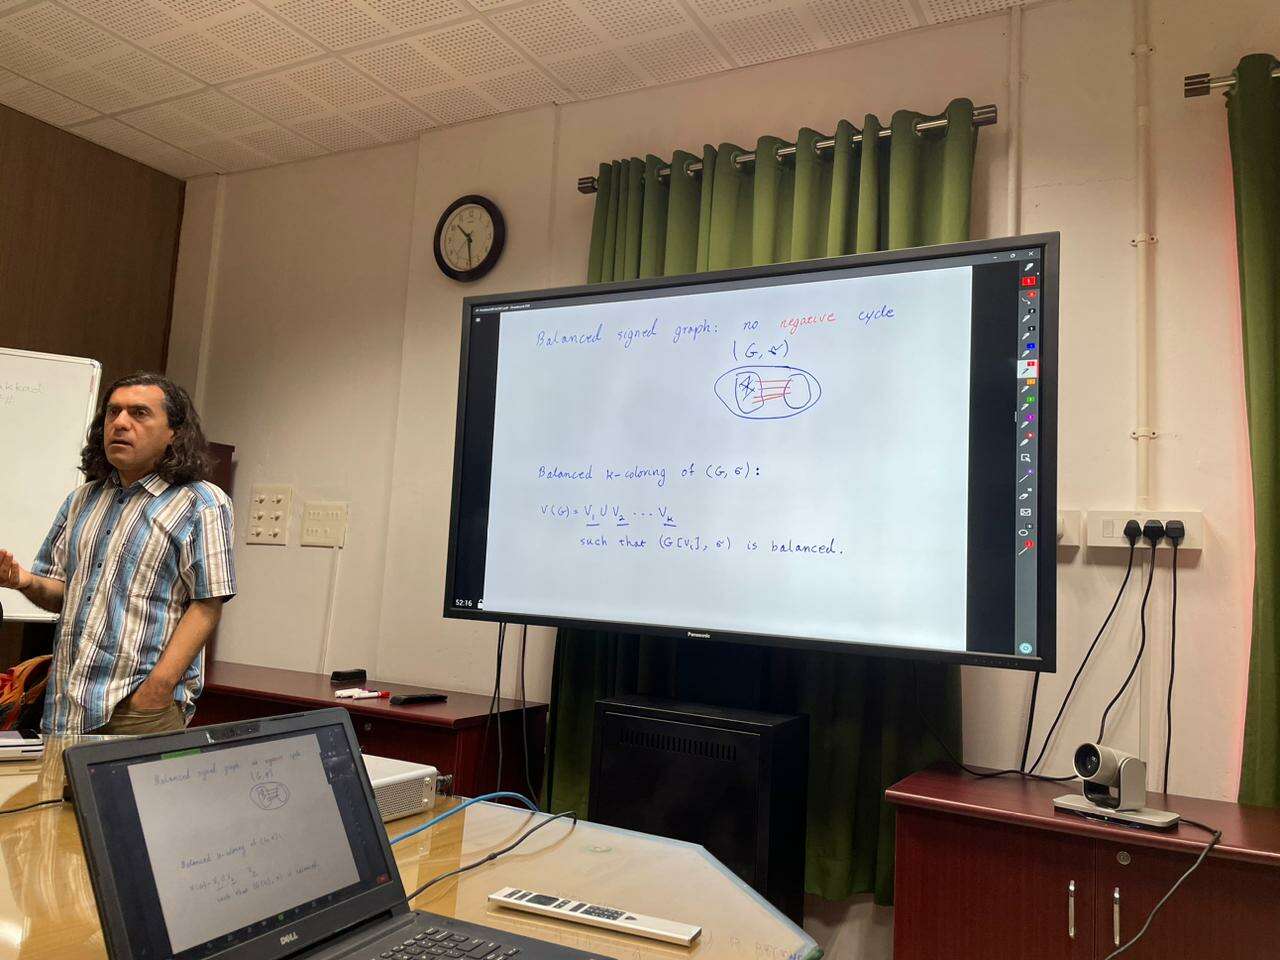 Balanced signed graph: no negative cycle
(G, σ)
Balanced k-coloring of (G, σ):
V(G) = V1 ∪ V2 ... Vk
such that (G[Vi], σ) is balanced.
52:16
Panasonic
DELL